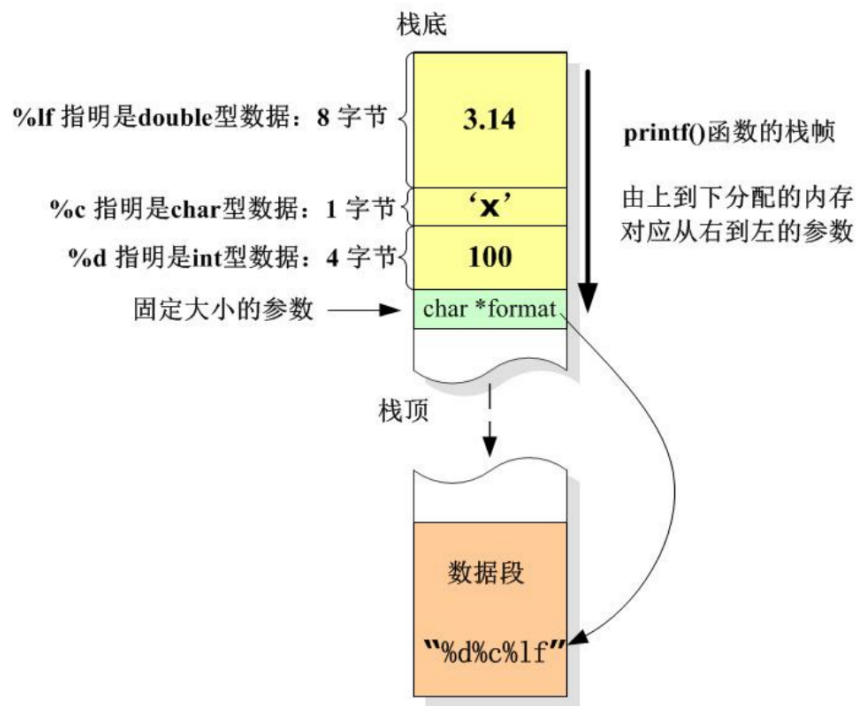 栈底
%lf 指明是double型数据：8 字节
3.14
printf()函数的栈帧
%c 指明是char型数据：1 字节
‘x’
由上到下分配的内存
对应从右到左的参数
%d 指明是int型数据：4 字节
100
固定大小的参数
char *format
栈顶
数据段
"%d%c%lf"